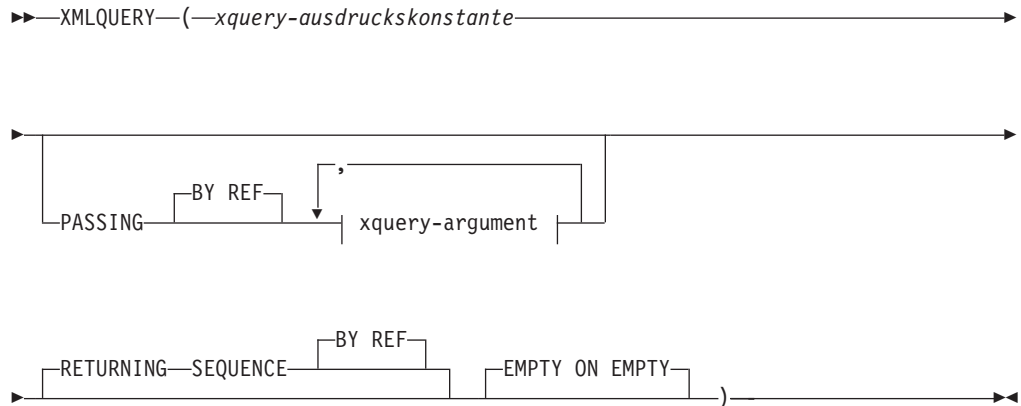 XMLQUERY ( xquery-ausdruckskonstante
,
BY REF
PASSING xquery-argument
BY REF
RETURNING SEQUENCE EMPTY ON EMPTY )